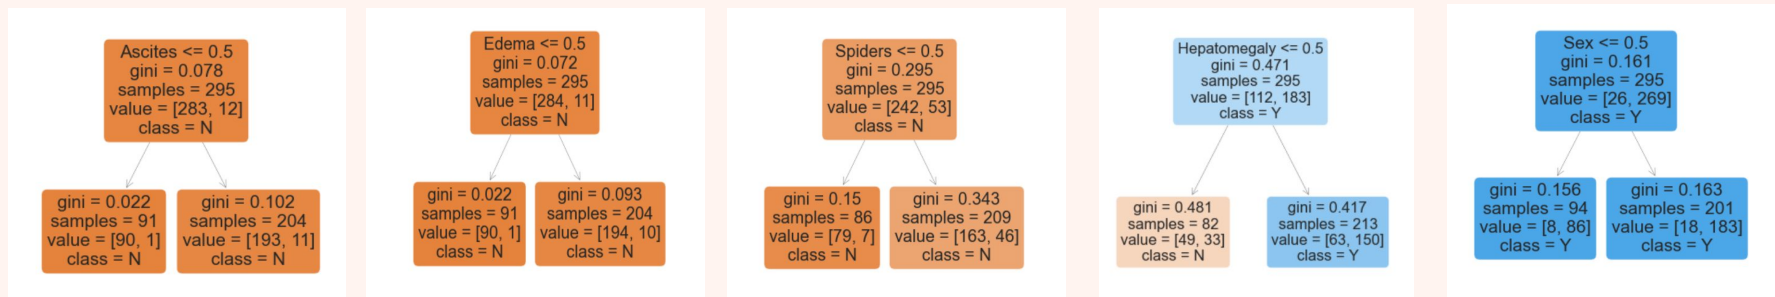 Ascites <= 0.5
gini = 0.078
samples = 295
value = [283, 12]
class = N
gini = 0.022
samples = 91
value = [90, 1]
class = N
gini = 0.102
samples = 204
value = [193, 11]
class = N
Edema <= 0.5
gini = 0.072
samples = 295
value = [284, 11]
class = N
gini = 0.022
samples = 91
value = [90, 1]
class = N
gini = 0.093
samples = 204
value = [194, 10]
class = N
Spiders <= 0.5
gini = 0.295
samples = 295
value = [242, 53]
class = N
gini = 0.15
samples = 86
value = [79, 7]
class = N
gini = 0.343
samples = 209
value = [163, 46]
class = N
Hepatomegaly <= 0.5
gini = 0.471
samples = 295
value = [112, 183]
class = Y
gini = 0.481
samples = 82
value = [49, 33]
class = N
gini = 0.417
samples = 213
value = [63, 150]
class = Y
Sex <= 0.5
gini = 0.161
samples = 295
value = [26, 269]
class = Y
gini = 0.156
samples = 94
value = [8, 86]
class = Y
gini = 0.163
samples = 201
value = [18, 183]
class = Y